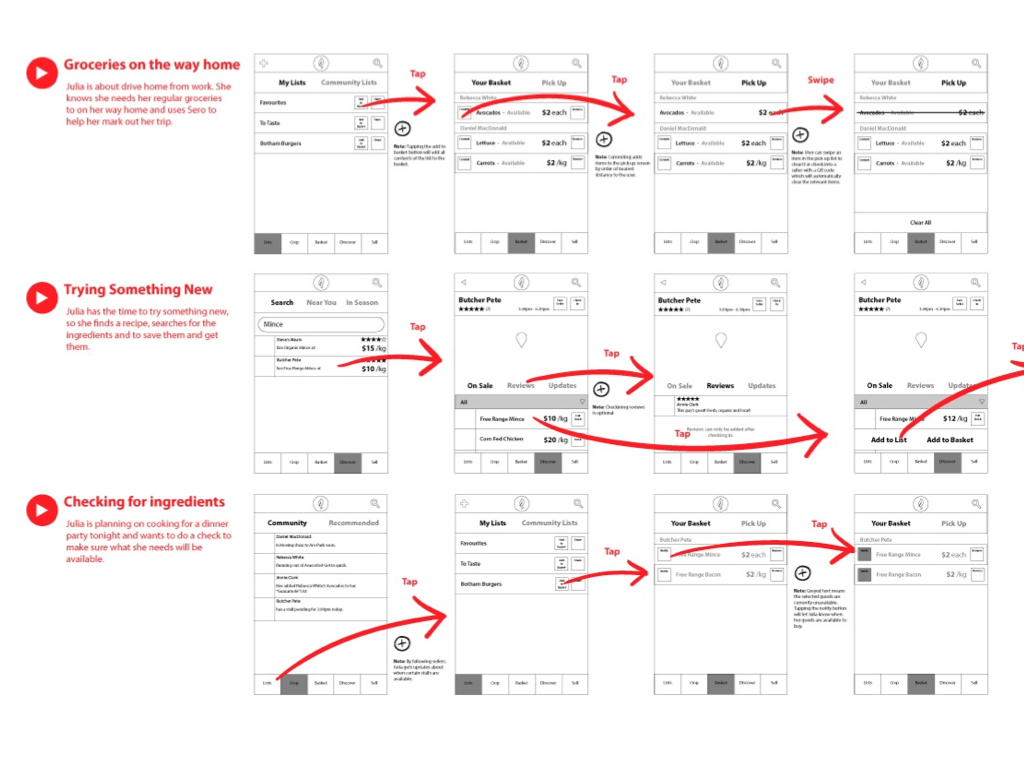 Groceries on the way home
Julia is about drive home from work. She
knows she needs her regular groceries
to on her way home and uses Sero to
help her mark out her trip.
My Lists Community Lists
Favourites
To Taste
Botham Burgers
Lists Crop Basket Discover Sell
Tap
Note: Tapping the add to
basket button will add all
contents of the list to the
basket.
Your Basket Pick Up
Rebecca White
Avocados - Available $2 each
Daniel MacDonald
Lettuce - Available $2 each
Carrots - Available $2 /kg
Lists Crop Basket Discover Sell
Tap
Note: Committing adds
items to the pick up screen
by order of nearest
distance to the user.
Your Basket Pick Up
Rebecca White
Avocados - Available $2 each
Daniel MacDonald
Lettuce - Available $2 each
Carrots - Available $2 /kg
Lists Crop Basket Discover Sell
Swipe
Note: User can swipe an
item in the pick up list to
clear it or check into a
seller with a QR code
which will automatically
clear the relevant items.
Your Basket Pick Up
Rebecca White
Avocados - Available $2 each
Daniel MacDonald
Lettuce - Available $2 each
Carrots - Available $2 /kg
Clear All
Lists Crop Basket Discover Sell
Trying Something New
Julia has the time to try something new,
so she finds a recipe, searches for the
ingredients and to save them and get
them.
Search Near You In Season
Mince
Steve's Meats
$15 /kg
Butcher Pete
$10 /kg
Lists Crop Basket Discover Sell
Tap
Butcher Pete
3.00pm - 6.30pm
On Sale Reviews Updates
All
Free Range Mince $10 /kg
Corn Fed Chicken $20 /kg
Lists Crop Basket Discover Sell
Tap
Note: Checking reviews
is optional
Butcher Pete
3.00pm - 6.30pm
On Sale Reviews Updates
Annie Clark
This guy's great! Fresh, organic and local!
Reviews can only be added after
checking in.
Tap
Lists Crop Basket Discover Sell
Butcher Pete
3.00pm - 6.30pm
On Sale Reviews Updates
All
Free Range $12 /kg
Add to List Add to Basket
Lists Crop Basket Discover Sell
Tap
Checking for ingredients
Julia is planning on cooking for a dinner
party tonight and wants to do a check to
make sure what she needs will be
available.
Community Recommended
Daniel MacDonald
Rebecca White
Annie Clark
Butcher Pete
has a stall pending for 3.00pm today.
Lists Crop Basket Discover Sell
Tap
Note: By following sellers,
Julia gets updates about
when certain stalls are
available.
My Lists Community Lists
Favourites
To Taste
Botham Burgers
Lists Crop Basket Discover Sell
Tap
Your Basket Pick Up
Butcher Pete
Free Range Mince $2 each
Free Range Bacon $2 /kg
Lists Crop Basket Discover Sell
Tap
Note: Greyed font means
the selected goods are
currently unavailable.
Tapping the notify button
will let Julia know when
her goods are available to
buy.
Your Basket Pick Up
Butcher Pete
Free Range Mince $2 each
Free Range Bacon $2 /kg
Lists Crop Basket Discover Sell